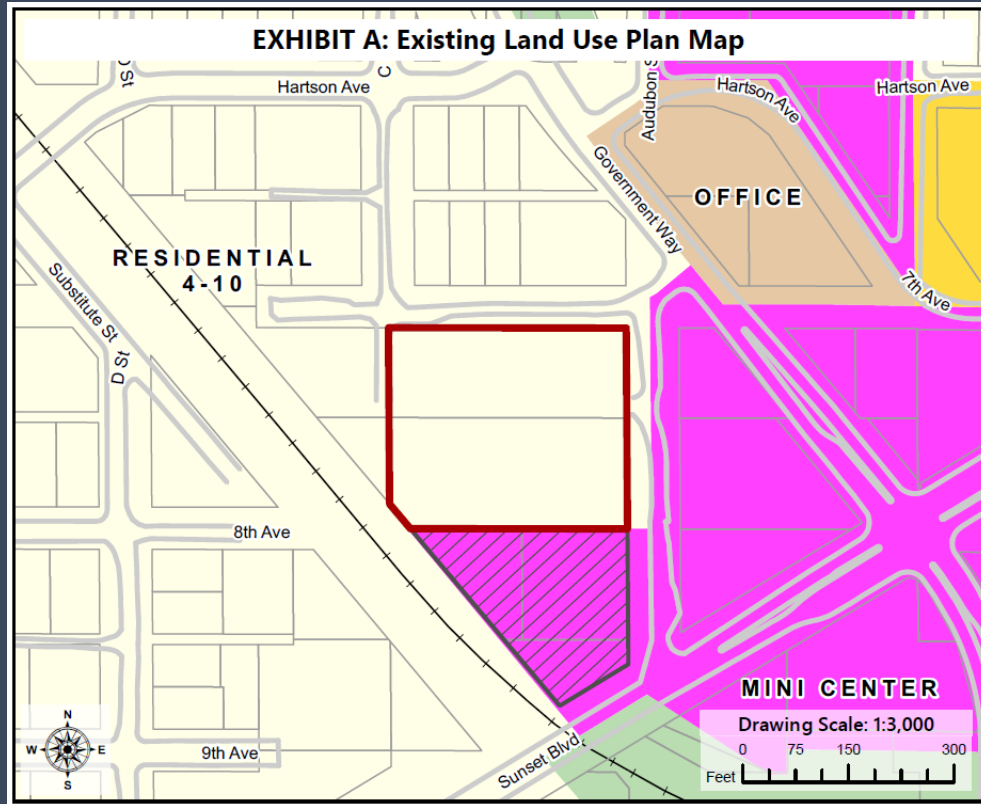 EXHIBIT A: Existing Land Use Plan Map
Hartson Ave
C
Audubon S
Hartson Ave
Hartson Ave
Government Way
OFFICE
RESIDENTIAL
4-10
Substitute St
D St
7th Ave
8th Ave
MINI CENTER
Drawing Scale: 1:3,000
0 75 150 300
Feet
N
W E
S
9th Ave
Sunset Blvd